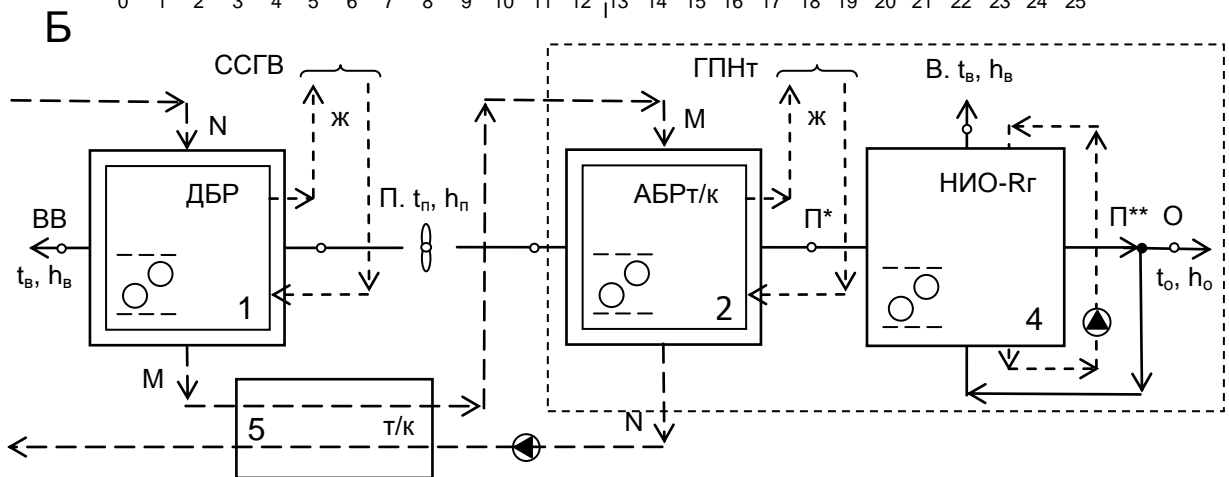 0 1 2 3 4 5 6 7 8 9 10 11 12 13 14 15 16 17 18 19 20 21 22 23 24 25
Б
ССГВ
ГПНт
В. tв, hв
N
ж
М
ж
ДБР
П. tп, hп
АБРт/к
НИО-Rг
ВВ
П*
П**
О
tв, hв
tо, hо
1
2
4
М
N
5
т/к